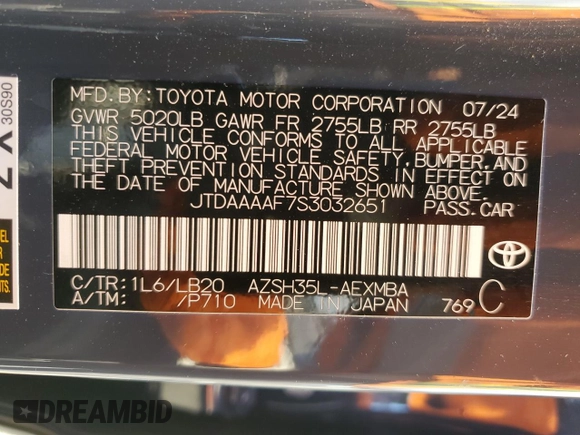 MFD.BY:TOYOTA MOTOR CORPORATION 07/24
GVWR 5020LB GAWR FR 2755LB RR 2755LB
THIS VEHICLE CONFORMS TO ALL APPLICABLE
FEDERAL MOTOR VEHICLE SAFETY,BUMPER,AND
THEFT PREVENTION STANDARDS IN EFFECT ON
THE DATE OF MANUFACTURE SHOWN ABOVE.
JTDAAAAF7S3032651 PASS.CAR
C/TR:1L6/LB20 AZSH35L-AEXMBA
A/TM: /P710 MADE IN JAPAN 769 C
30S90
DREAMBID